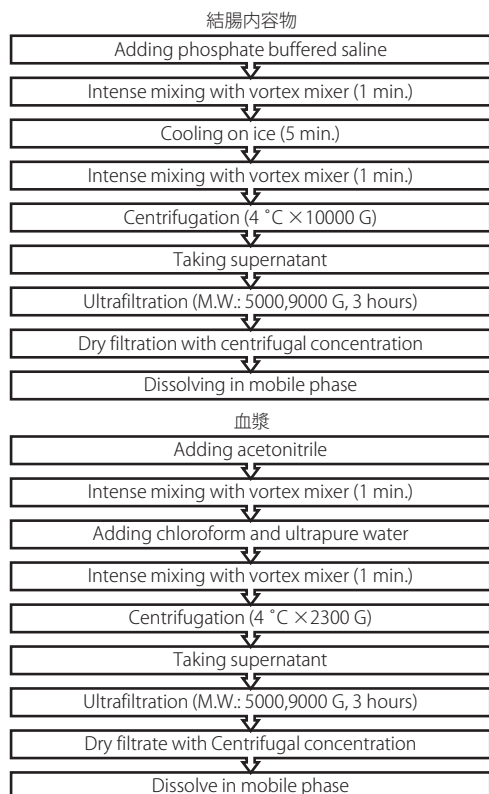 結腸内容物
Adding phosphate buffered saline
Intense mixing with vortex mixer (1 min.)
Cooling on ice (5 min.)
Intense mixing with vortex mixer (1 min.)
Centrifugation (4 ˚C ×10000 G)
Taking supernatant
Ultrafiltration (M.W.: 5000,9000 G, 3 hours)
Dry filtration with centrifugal concentration
Dissolving in mobile phase
血漿
Adding acetonitrile
Intense mixing with vortex mixer (1 min.)
Adding chloroform and ultrapure water
Intense mixing with vortex mixer (1 min.)
Centrifugation (4 ˚C ×2300 G)
Taking supernatant
Ultrafiltration (M.W.: 5000,9000 G, 3 hours)
Dry filtrate with Centrifugal concentration
Dissolve in mobile phase